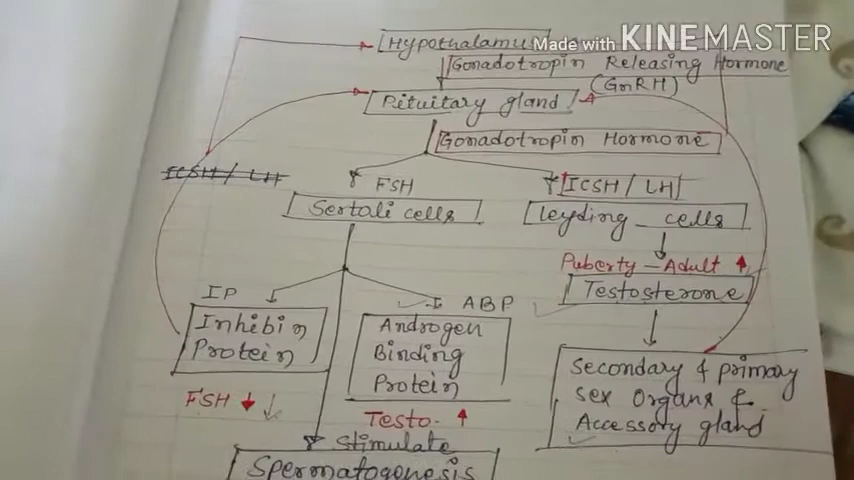 Hypothalamus
Made with KINEMASTER
Gonadotropin Releasing Hormone
(GnRH)
Pituitary gland
Gonadotropin Hormone
ICSH / LH
FSH
ICSH / LH
Sertali cells
leyding cells
Puberty - Adult
Testosterone
IP
ABP
Inhibin
Protein
Androgen
Binding
Protein
Secondary & primary
sex organs &
Accessory gland
FSH
Testo.
Stimulate
Spermatogenesis